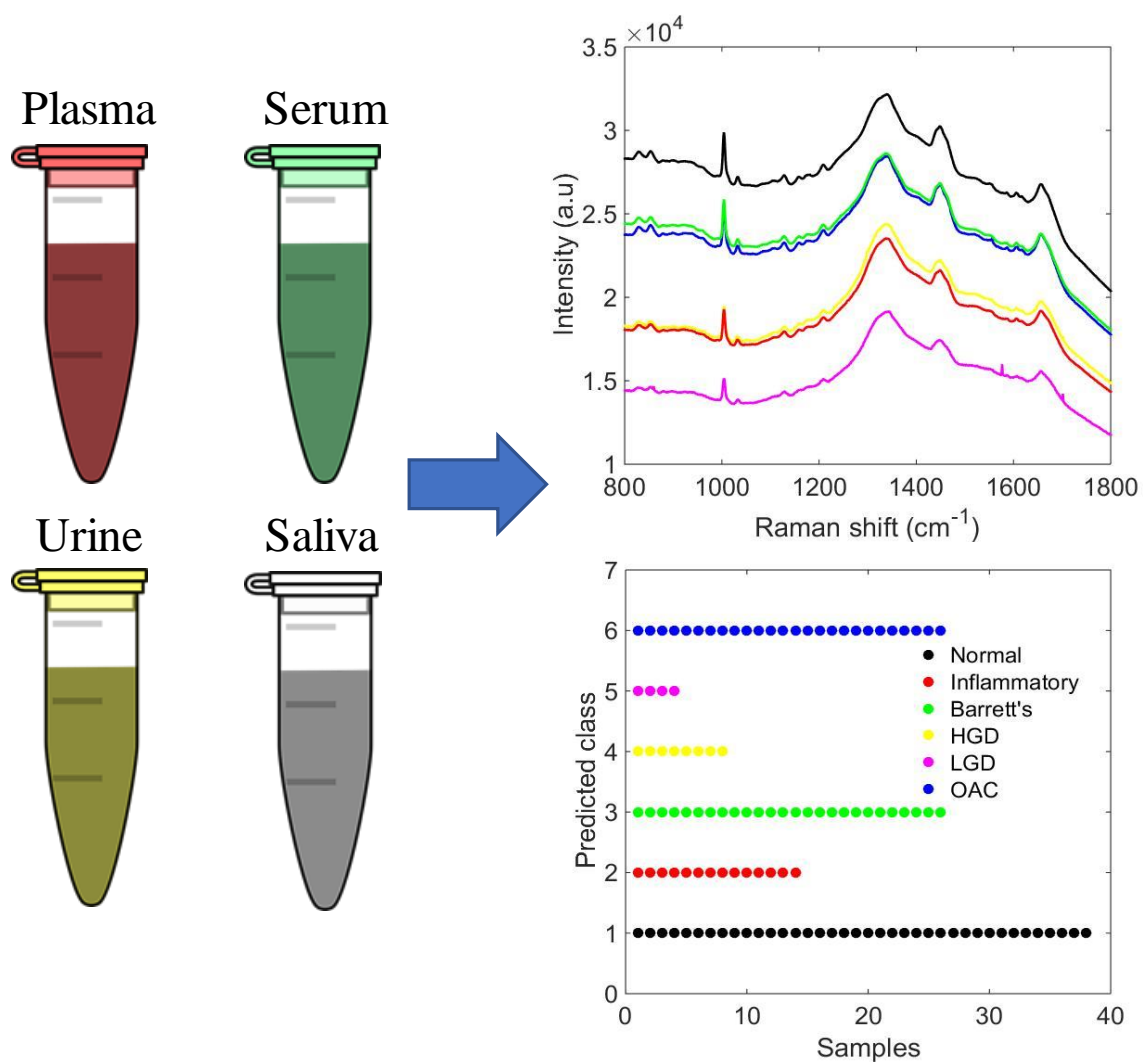 Plasma
Serum
Urine
Saliva
×10⁴
3.5
3
2.5
2
1.5
1
Intensity (a.u)
800
1000
1200
1400
1600
1800
Raman shift (cm⁻¹)
7
6
5
4
3
2
1
0
Predicted class
Normal
Inflammatory
Barrett's
HGD
LGD
OAC
0
10
20
30
40
Samples